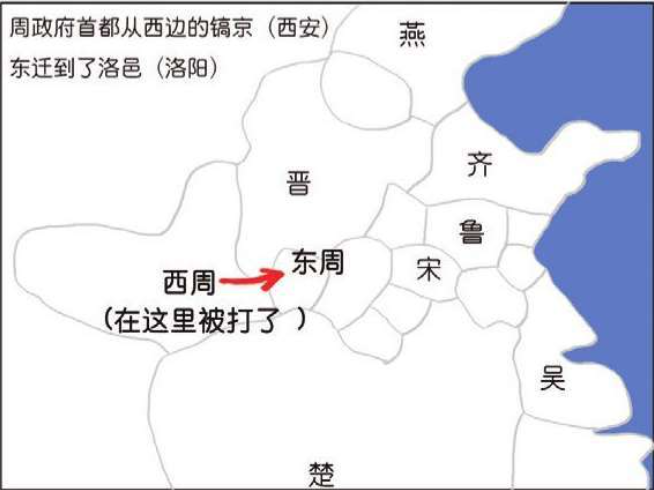 周政府首都从西边的镐京（西安）
东迁到了洛邑（洛阳）
燕
齐
晋
鲁
东周
宋
西周
（在这里被打了 ）
吴
楚